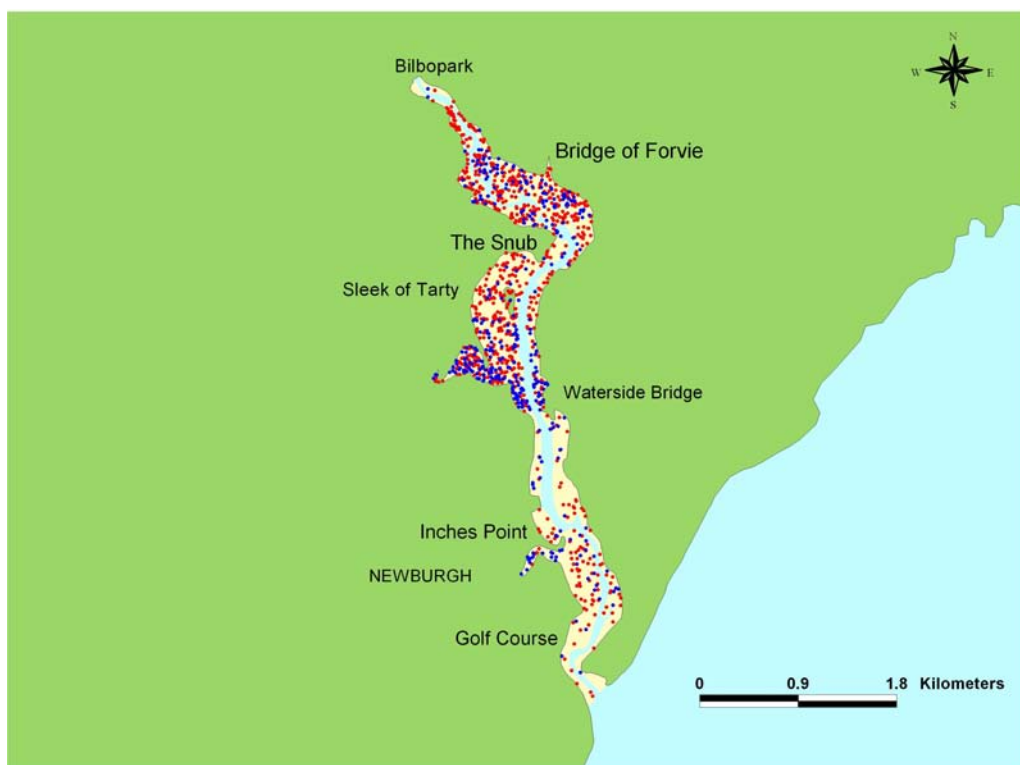 Bilbopark
N
W E
S
Bridge of Forvie
The Snub
Sleek of Tarty
Waterside Bridge
Inches Point
NEWBURGH
Golf Course
0 0.9 1.8 Kilometers